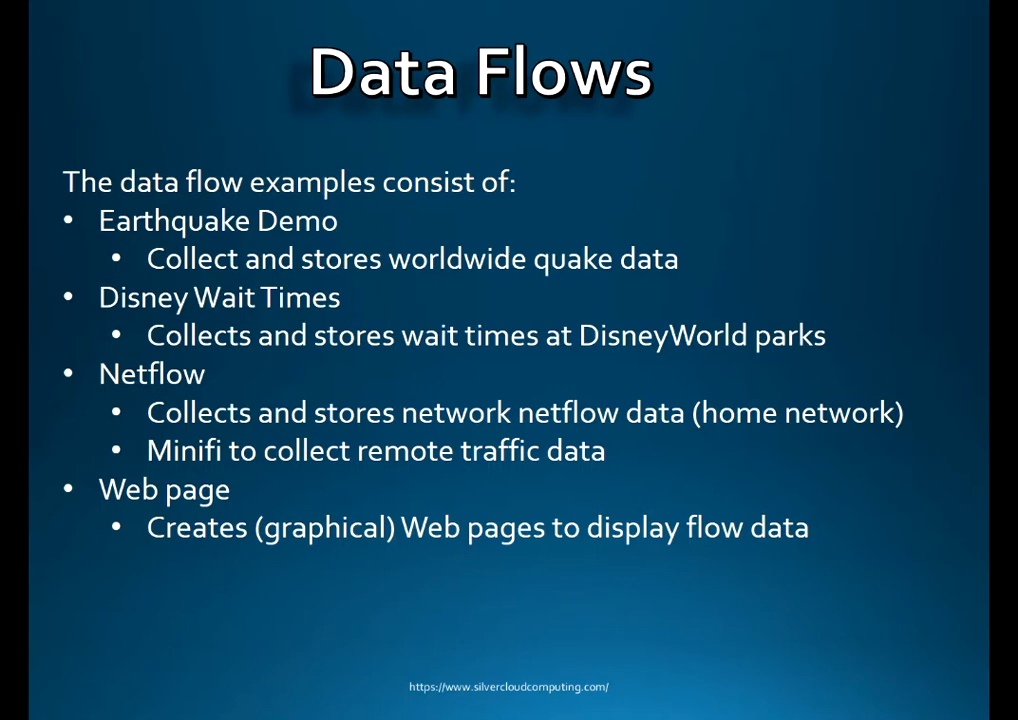 Data Flows
The data flow examples consist of:
• Earthquake Demo
• Collect and stores worldwide quake data
• Disney Wait Times
• Collects and stores wait times at DisneyWorld parks
• Netflow
• Collects and stores network netflow data (home network)
• Minifi to collect remote traffic data
• Web page
• Creates (graphical) Web pages to display flow data
https://www.silvercloudcomputing.com/